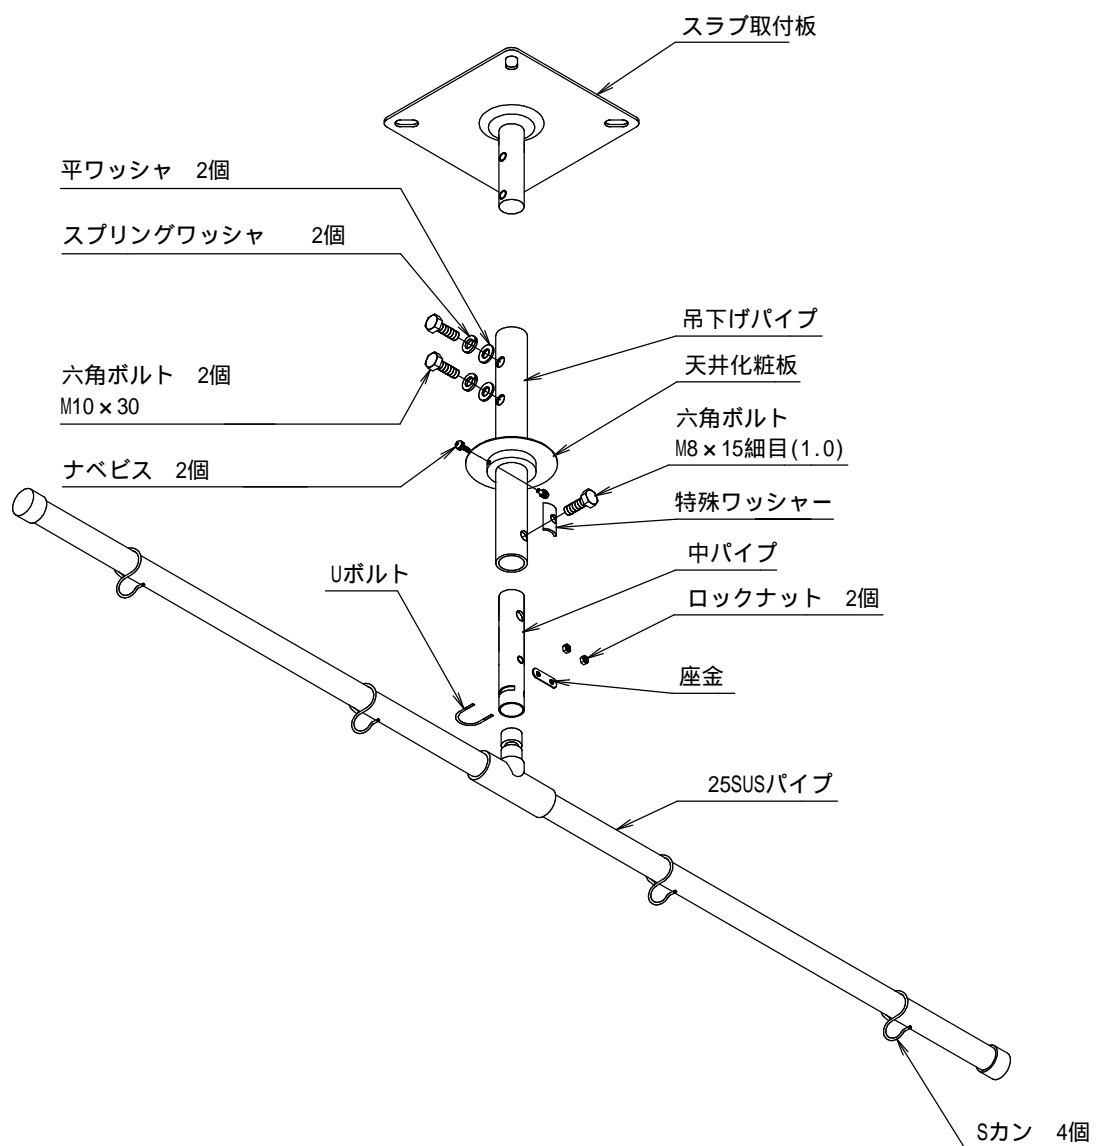 スラブ取付板
平ワッシャ　2個
スプリングワッシャ　　2個
吊下げパイプ
天井化粧板
六角ボルト　2個
M10×30
六角ボルト
M8×15細目(1.0)
ナベビス　2個
特殊ワッシャー
中パイプ
Uボルト
ロックナット　2個
座金
25SUSパイプ
Sカン　4個